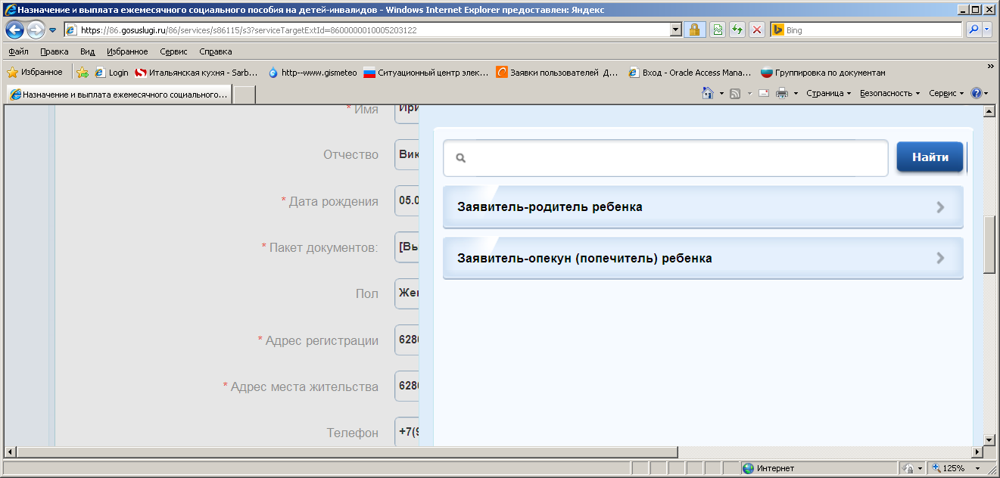 Назначение и выплата ежемесячного социального пособия на детей-инвалидов - Windows Internet Explorer предоставлен: Яндекс
https://86.gosuslugi.ru/86/services/s86115/s3?serviceTargetExtId=8600000010005203122
Bing
Файл Правка Вид Избранное Сервис Справка
Избранное Login Итальянская кухня - Sarb... http--www.gismeteo Ситуационный центр элек... Заявки пользователей Д... Вход - Oracle Access Mana... Группировка по документам »
Назначение и выплата ежемесячного социального... Страница Безопасность Сервис
* Имя Ири
Отчество Вик
* Дата рождения 05.0
* Пакет документов: [Вы
Пол Жен
* Адрес регистрации 628
* Адрес места жительства 628
Телефон +7(9
Найти
Заявитель-родитель ребенка
Заявитель-опекун (попечитель) ребенка
Интернет 125%